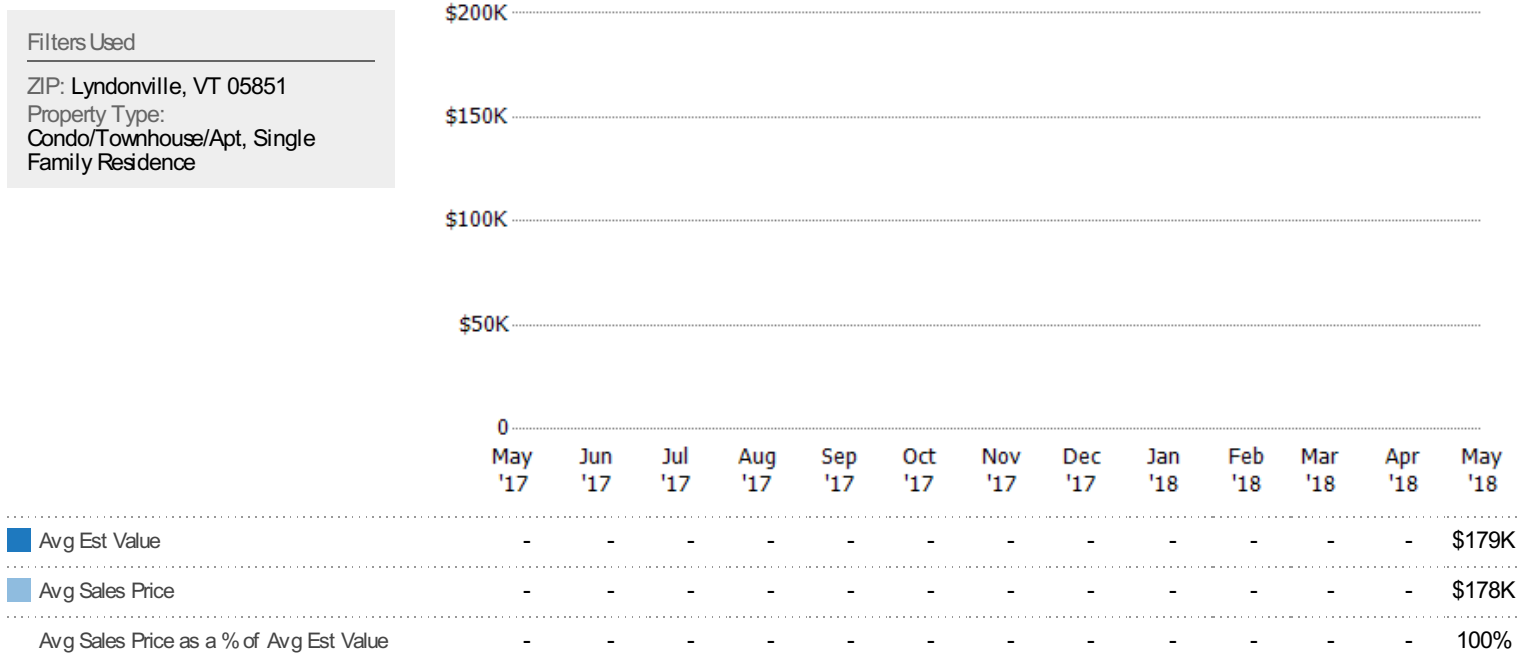 Filters Used
ZIP: Lyndonville, VT 05851
Property Type:
Condo/Townhouse/Apt, Single
Family Residence
$200K
$150K
$100K
$50K
0
May Jun Jul Aug Sep Oct Nov Dec Jan Feb Mar Apr May
'17 '17 '17 '17 '17 '17 '17 '17 '18 '18 '18 '18 '18
Avg Est Value - - - - - - - - - - - - $179K
Avg Sales Price - - - - - - - - - - - - $178K
Avg Sales Price as a % of Avg Est Value - - - - - - - - - - - - 100%